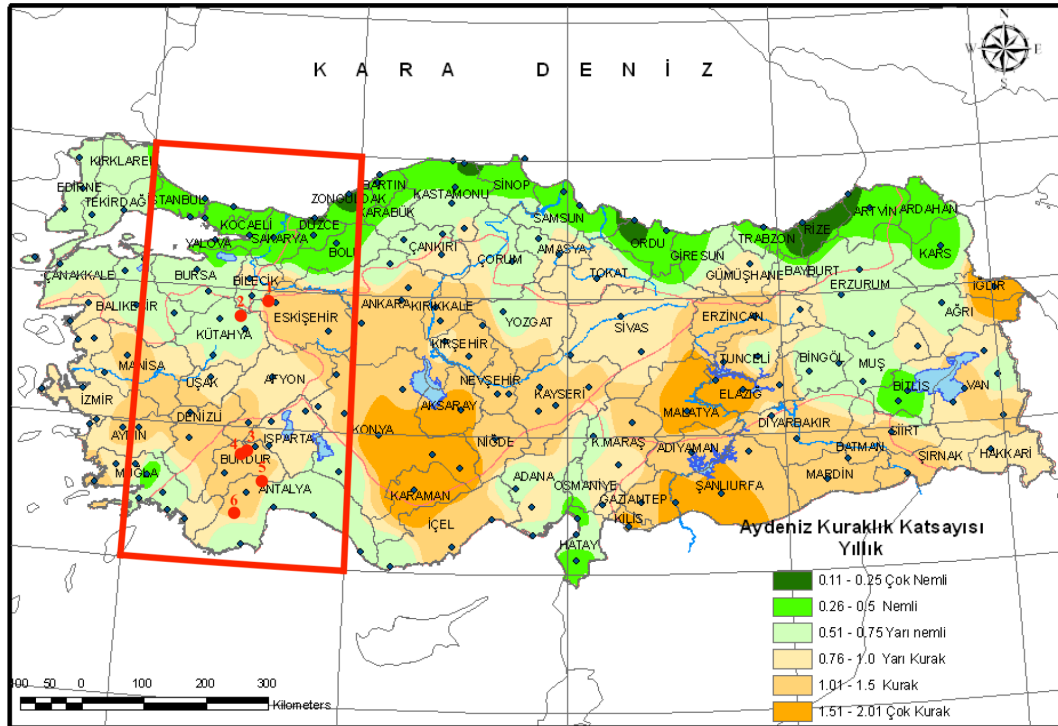 N
W E
S
K A R A D E N İ Z
KIRKLAREL
EDİRNE
TEKİRDAĞ
İSTANBUL
KOCAELİ
YALOVA
SAKARYA
DÜZCE
BOL
ZONGULDAK
BARTIN
KARABÜK
KASTAMONU
SİNOP
SAMSUN
ORDU
GİRESUN
TRABZON
RİZE
ARTVİN
ARDAHAN
KARS
IĞDIR
AĞRI
ÇANAKKALE
BURSA
BİLECİK
1
2
BALIKESİR
KÜTAHYA
ESKİŞEHİR
ANKARA
KIRIKKALE
ÇANKIRI
ÇORUM
AMASYA
TOKAT
YOZGAT
SİVAS
GÜMÜŞHANE
BAYBURT
ERZURUM
ERZİNCAN
TUNCELİ
BİNGÖL
MUŞ
BİTLİS
VAN
KIRŞEHİR
NEVŞEHİR
KAYSERİ
MANİSA
UŞAK
AFYON
İZMİR
DENİZLİ
AKSARAY
ELAZIĞ
MALATYA
AYDIN
ISPARTA
KONYA
NİĞDE
K.MARAŞ
ADIYAMAN
DİYARBAKIR
BATMAN
SİİRT
ŞIRNAK
HAKKARİ
4 3
BURDUR
5
MUĞLA
ANTALYA
6
KARAMAN
İÇEL
ADANA
OSMANİYE
GAZİANTEP
KİLİS
ŞANLIURFA
MARDİN
HATAY
Aydeniz Kuraklık Katsayısı
Yıllık
0.11 - 0.25 Çok Nemli
0.26 - 0.5 Nemli
0.51 - 0.75 Yarı nemli
0.76 - 1.0 Yarı Kurak
1.01 - 1.5 Kurak
1.51 - 2.01 Çok Kurak
100 50 0 100 200 300
Kilometers